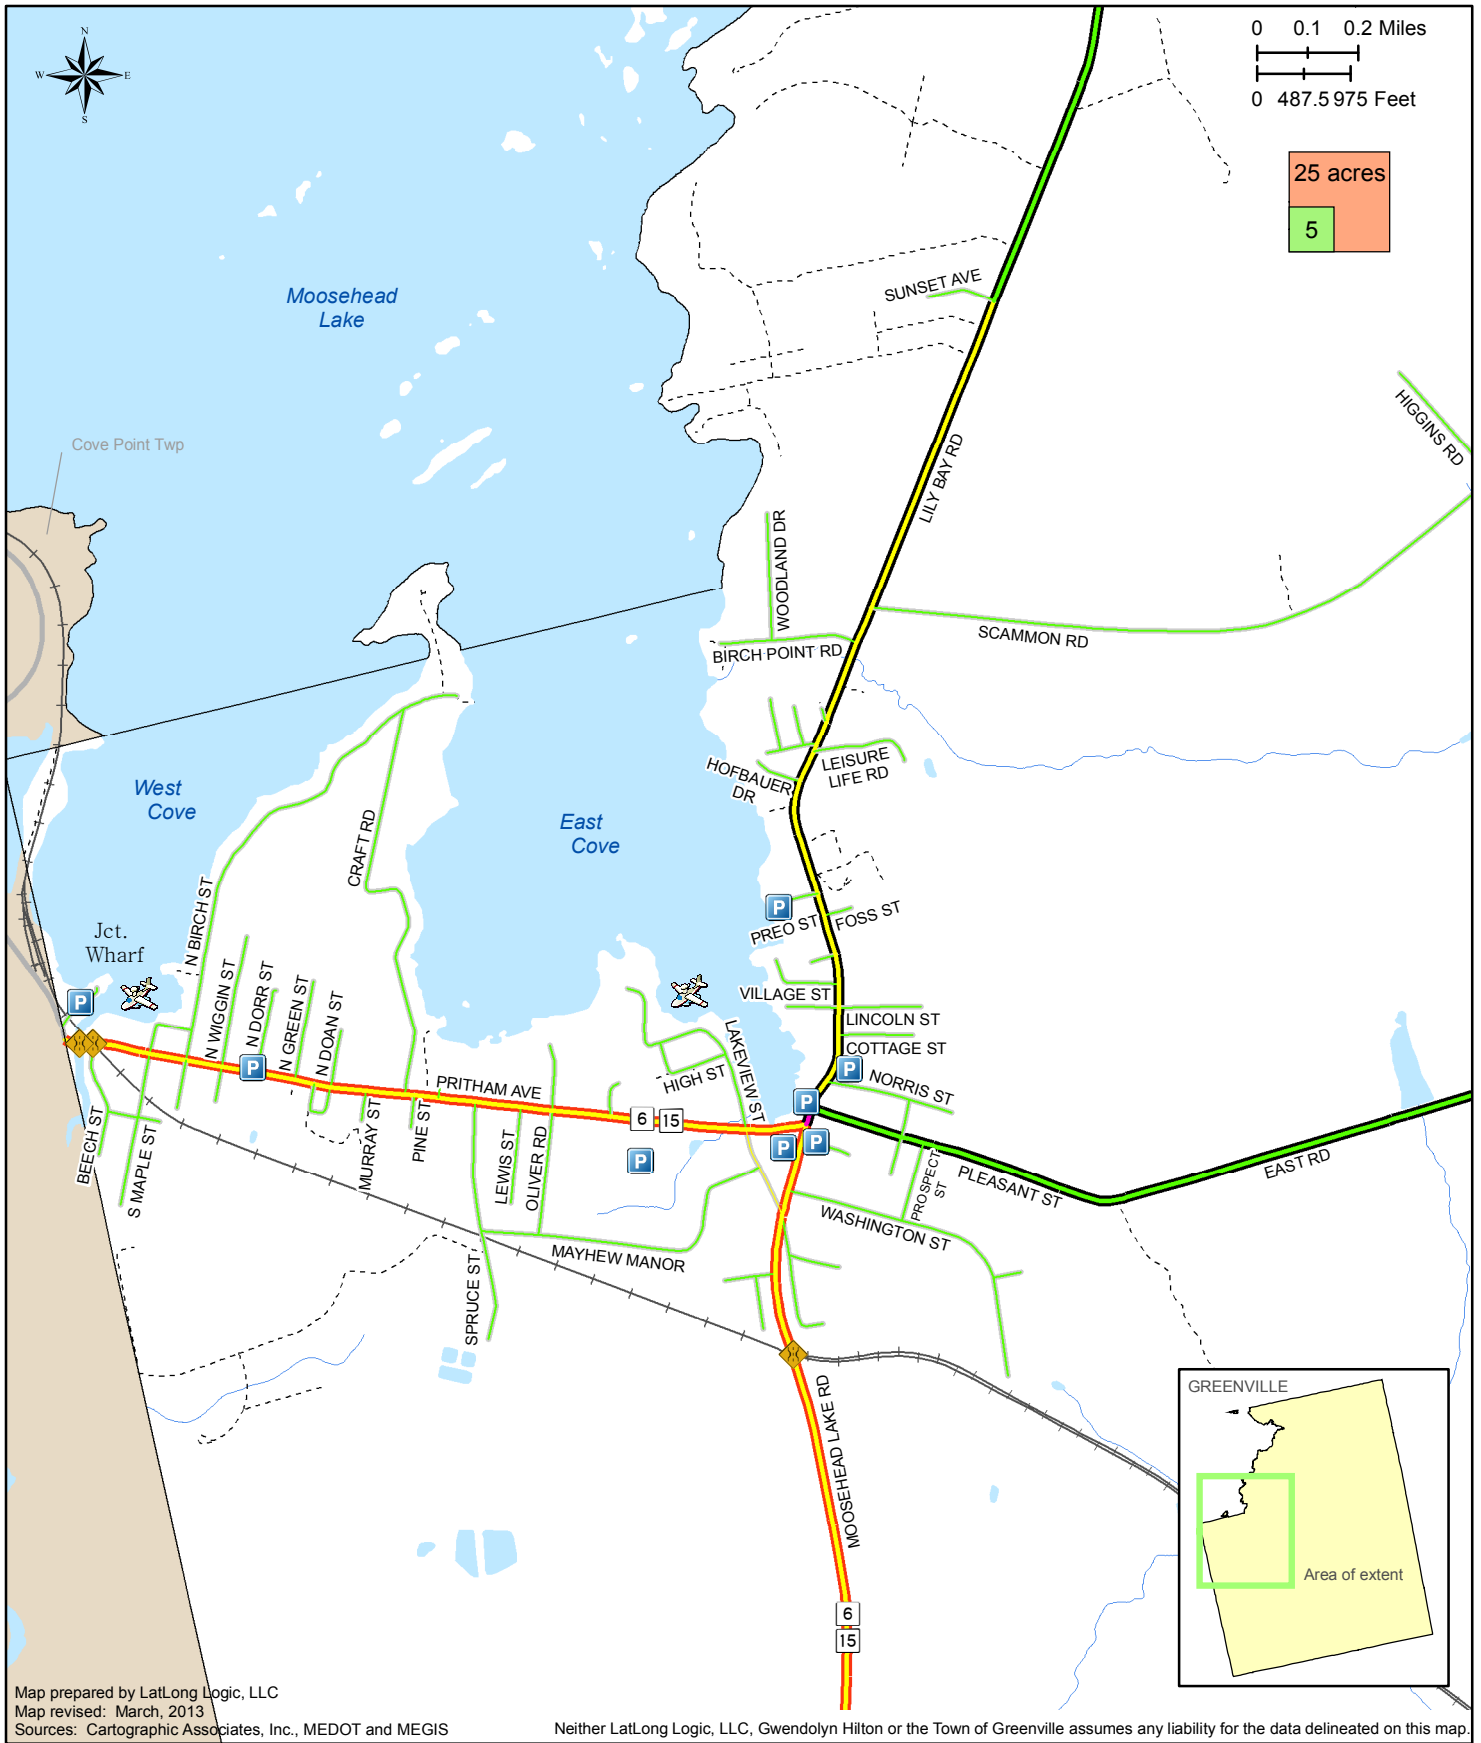 N
W
E
S
0 0.1 0.2 Miles
0 487.5 975 Feet
25 acres
5
Moosehead
Lake
SUNSET AVE
HIGGINS RD
LILY BAY RD
Cove Point Twp
WOODLAND DR
SCAMMON RD
BIRCH POINT RD
LEISURE
LIFE RD
HOFBAUER
DR
West
Cove
East
Cove
CRAFT RD
N BIRCH ST
P
PREO ST
FOSS ST
Jct.
Wharf
N WIGGIN ST
N DORR ST
N GREEN ST
N DOAN ST
P
VILLAGE ST
LINCOLN ST
COTTAGE ST
LAKEVIEW ST
HIGH ST
P
P
NORRIS ST
PRITHAM AVE
P
6
15
BEECH ST
S MAPLE ST
MURRAY ST
PINE ST
LEWIS ST
OLIVER RD
P
P
P
PROSPECT
ST
PLEASANT ST
EAST RD
WASHINGTON ST
MAYHEW MANOR
SPRUCE ST
MOOSEHEAD LAKE RD
GREENVILLE
Area of extent
6
15
Map prepared by LatLong Logic, LLC
Map revised: March, 2013
Sources: Cartographic Associates, Inc., MEDOT and MEGIS
Neither LatLong Logic, LLC, Gwendolyn Hilton or the Town of Greenville assumes any liability for the data delineated on this map.